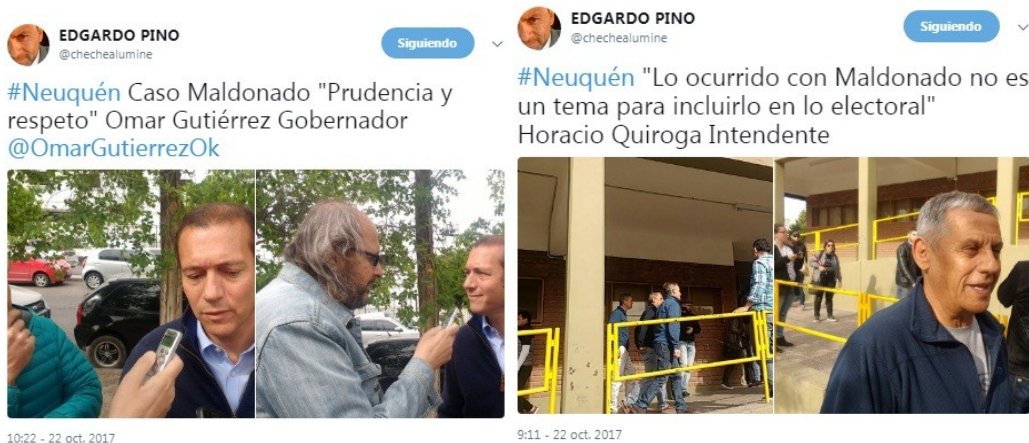 EDGARDO PINO
@chechealumine
Siguiendo
#Neuquén Caso Maldonado "Prudencia y
respeto" Omar Gutiérrez Gobernador
@OmarGutierrezOk
10:22 - 22 oct. 2017
EDGARDO PINO
@chechealumine
Siguiendo
#Neuquén "Lo ocurrido con Maldonado no es
un tema para incluirlo en lo electoral"
Horacio Quiroga Intendente
9:11 - 22 oct. 2017